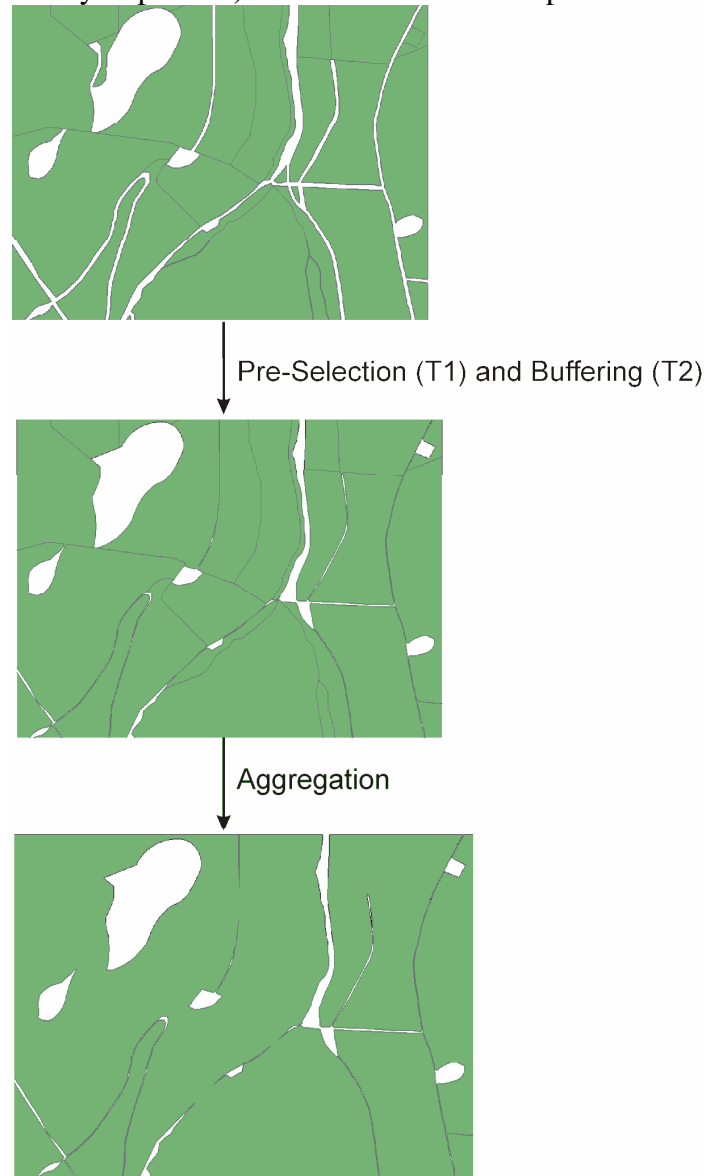 Pre-Selection (T1) and Buffering (T2)
Aggregation